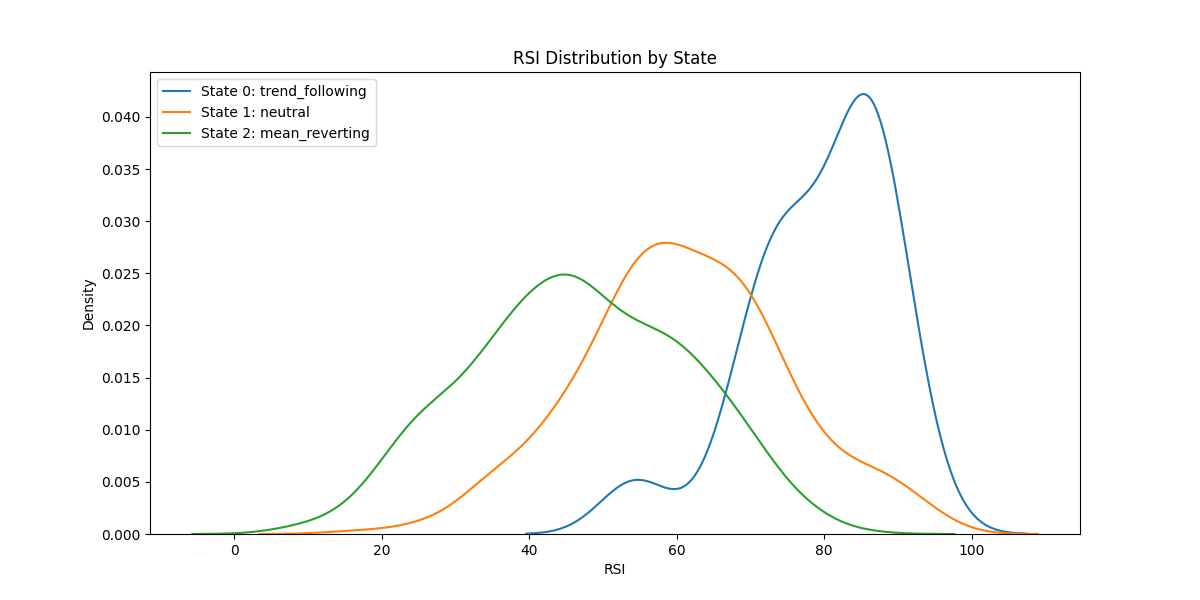 RSI Distribution by State
State 0: trend_following
State 1: neutral
State 2: mean_reverting
Density
0.040
0.035
0.030
0.025
0.020
0.015
0.010
0.005
0.000
0 20 40 60 80 100
RSI